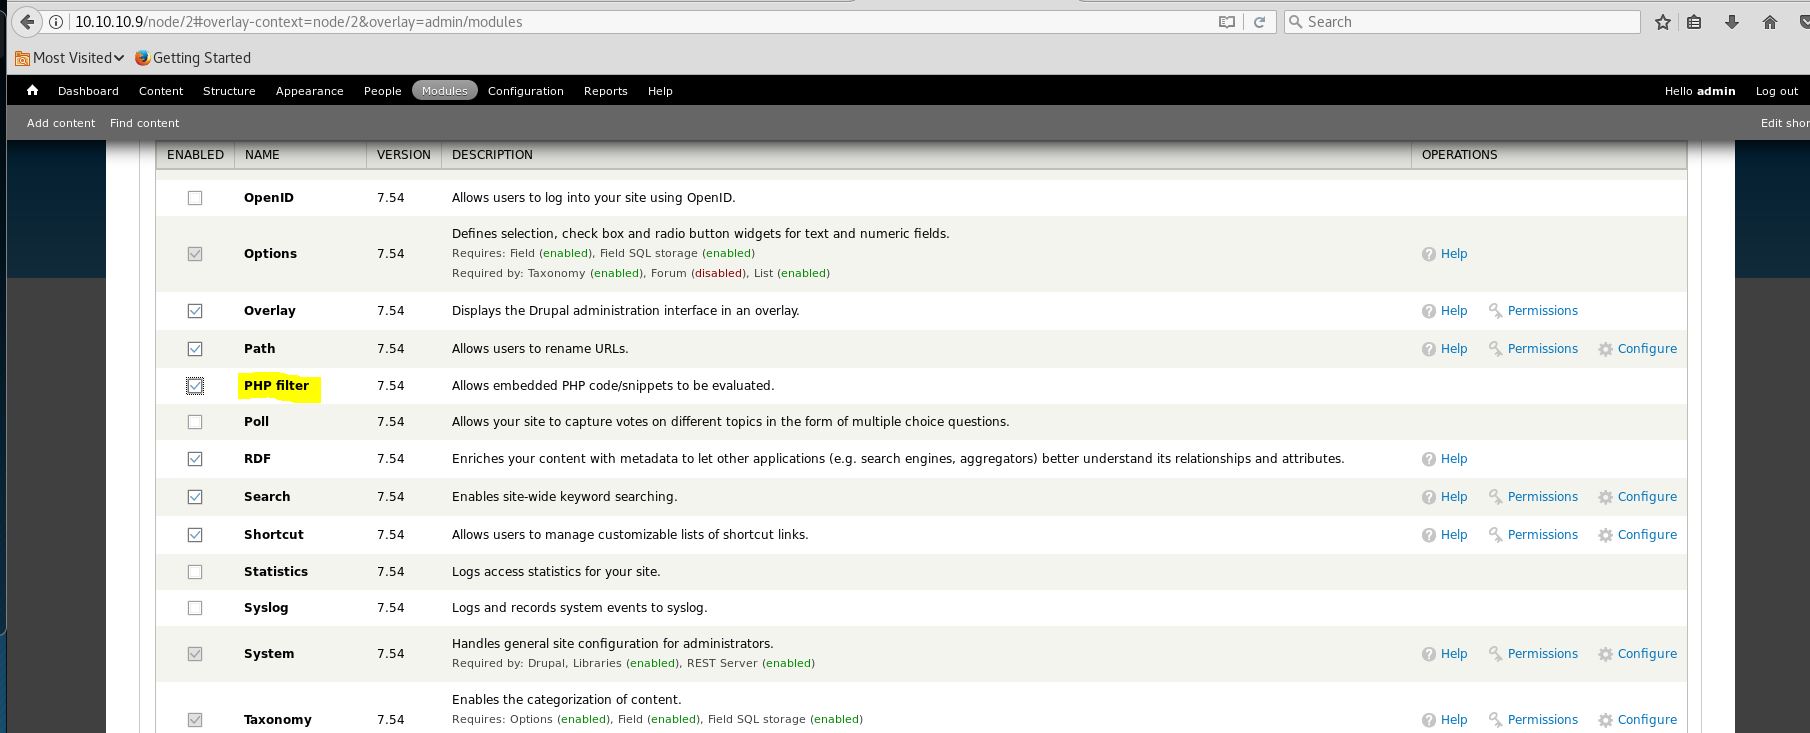 10.10.10.9/node/2#overlay-context=node/2&overlay=admin/modules Search
Most Visited Getting Started
Dashboard Content Structure Appearance People Modules Configuration Reports Help Hello admin Log out
Add content Find content Edit shor
ENABLED NAME VERSION DESCRIPTION OPERATIONS
OpenID 7.54 Allows users to log into your site using OpenID.
Defines selection, check box and radio button widgets for text and numeric fields.
Options 7.54 Requires: Field (enabled), Field SQL storage (enabled) Help
Required by: Taxonomy (enabled), Forum (disabled), List (enabled)
Overlay 7.54 Displays the Drupal administration interface in an overlay. Help Permissions
Path 7.54 Allows users to rename URLs. Help Permissions Configure
PHP filter 7.54 Allows embedded PHP code/snippets to be evaluated.
Poll 7.54 Allows your site to capture votes on different topics in the form of multiple choice questions.
RDF 7.54 Enriches your content with metadata to let other applications (e.g. search engines, aggregators) better understand its relationships and attributes. Help
Search 7.54 Enables site-wide keyword searching. Help Permissions Configure
Shortcut 7.54 Allows users to manage customizable lists of shortcut links. Help Permissions Configure
Statistics 7.54 Logs access statistics for your site.
Syslog 7.54 Logs and records system events to syslog.
Handles general site configuration for administrators.
System 7.54 Help Permissions Configure
Required by: Drupal, Libraries (enabled), REST Server (enabled)
Enables the categorization of content.
Taxonomy 7.54 Requires: Options (enabled), Field (enabled), Field SQL storage (enabled) Help Permissions Configure